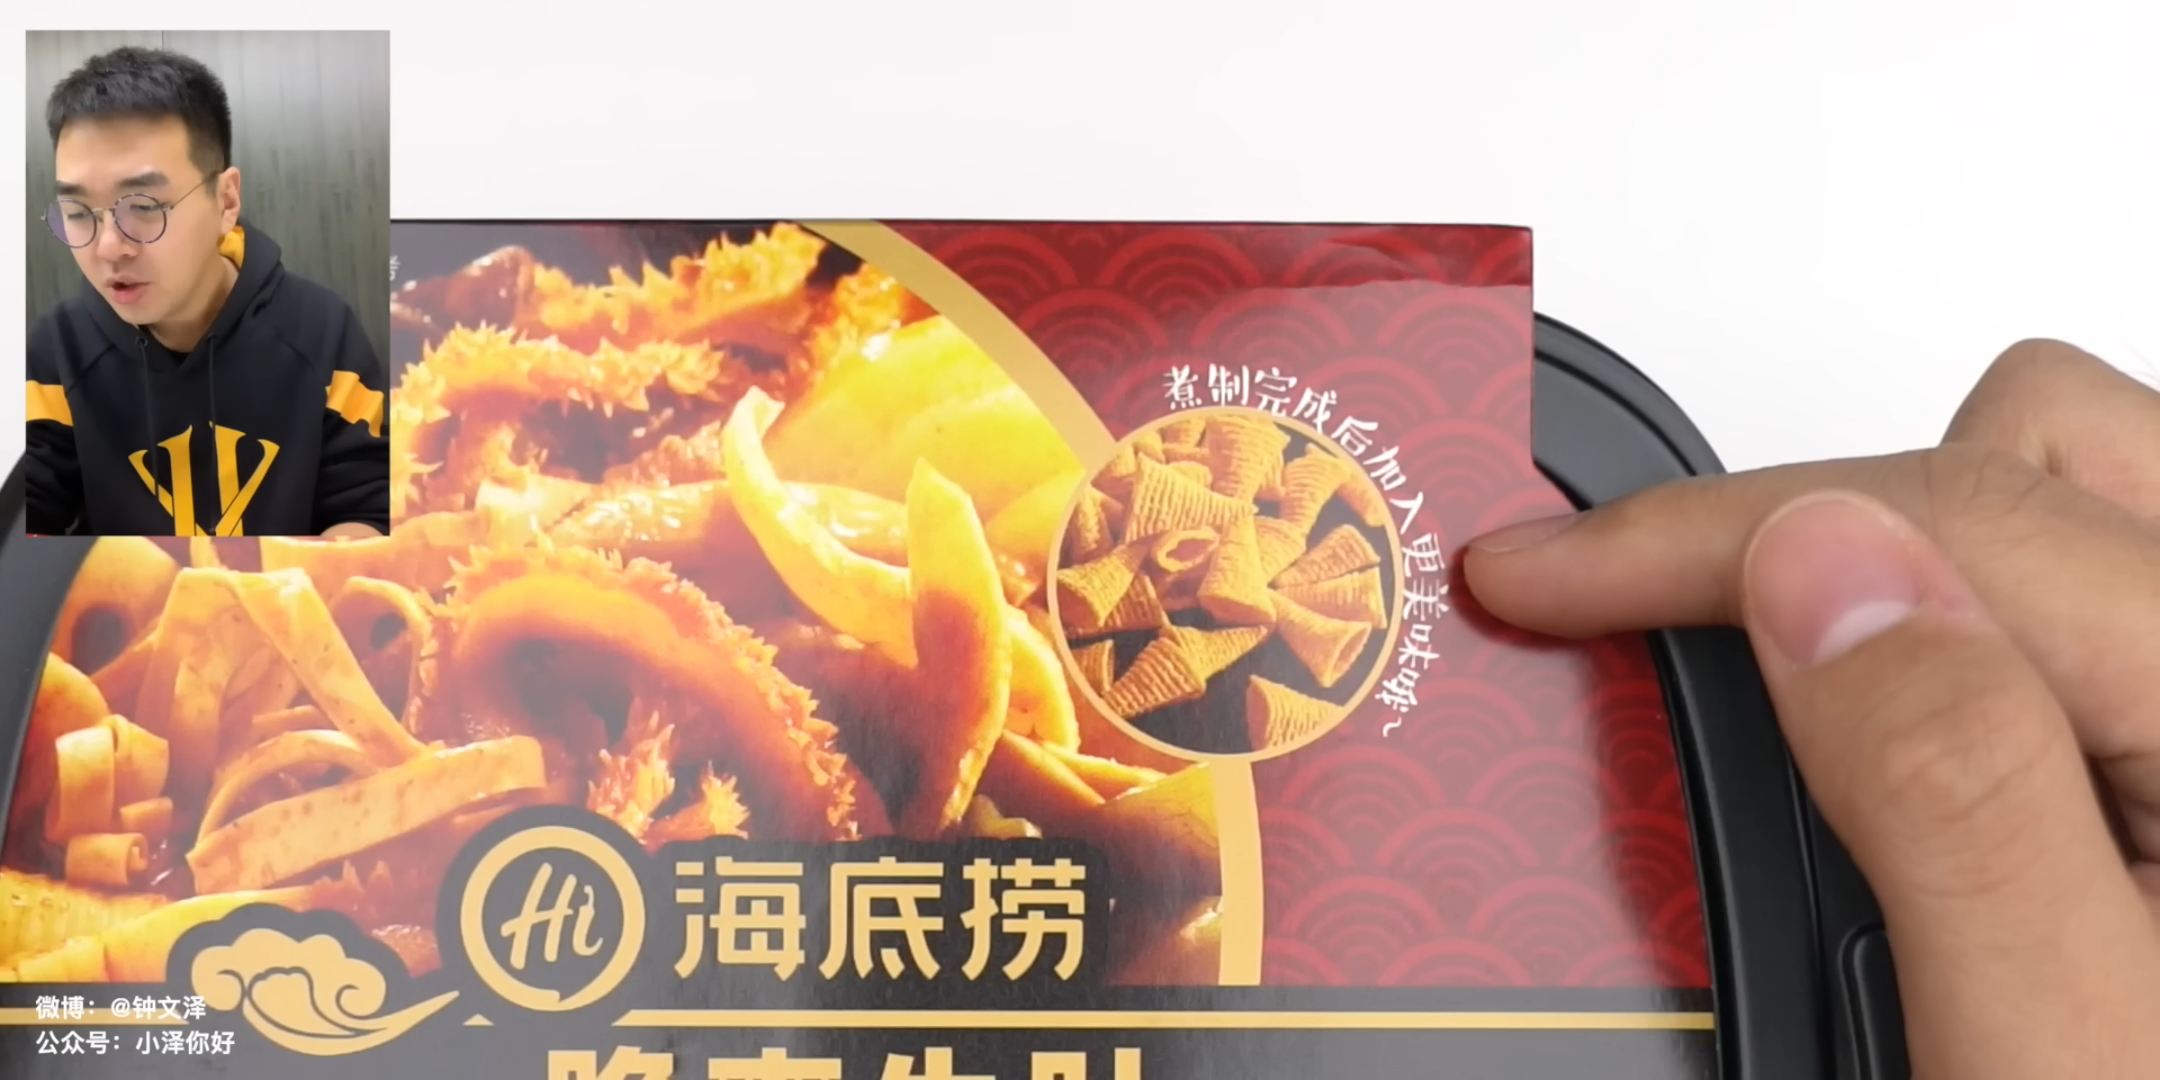 煮制完成后加入更美味哦~
Hi 海底捞
微博：@钟文泽
公众号：小泽你好